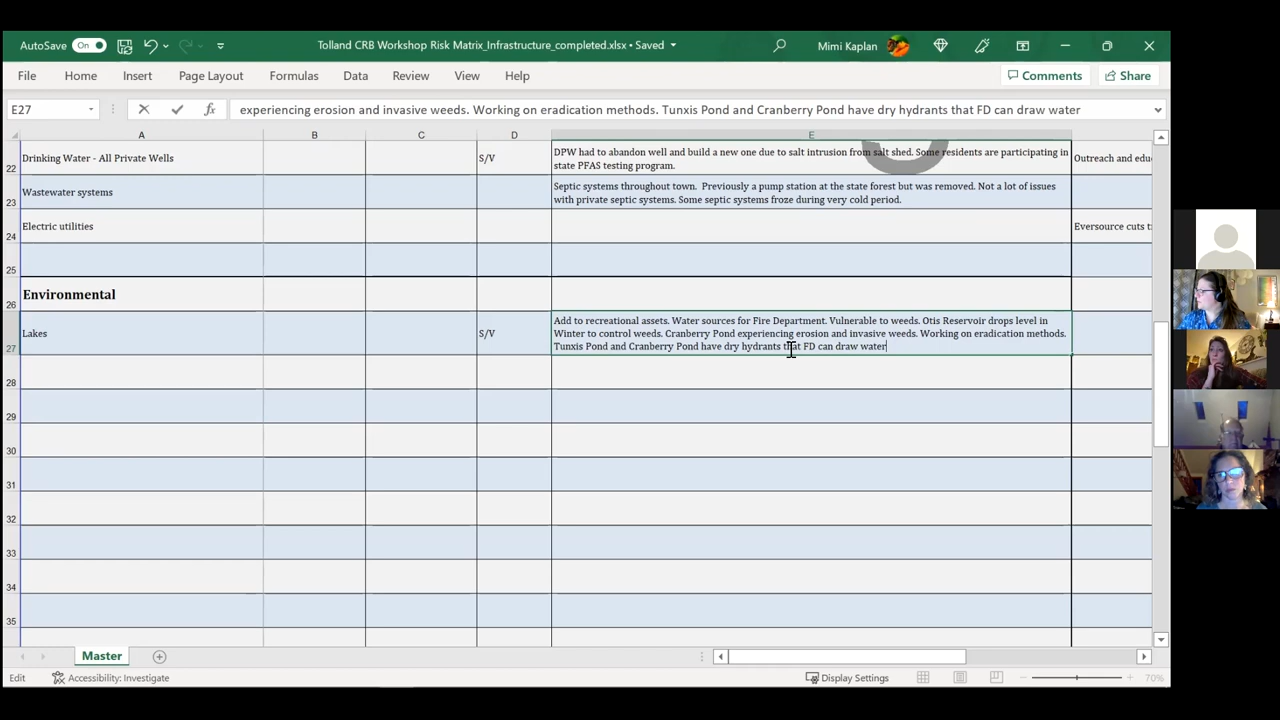 AutoSave On Tolland CRB Workshop Risk Matrix_Infrastructure_completed.xlsx • Saved Mimi Kaplan
File Home Insert Page Layout Formulas Data Review View Help Comments Share
E27 fx experiencing erosion and invasive weeds. Working on eradication methods. Tunxis Pond and Cranberry Pond have dry hydrants that FD can draw water
A B C D E
22 Drinking Water - All Private Wells S/V DPW had to abandon well and build a new one due to salt intrusion from salt shed. Some residents are participating in
state PFAS testing program. Outreach and educ
23 Wastewater systems Septic systems throughout town. Previously a pump station at the state forest but was removed. Not a lot of issues
with private septic systems. Some septic systems froze during very cold period.
24 Electric utilities Eversource cuts t
25
26 Environmental
27 Lakes S/V Add to recreational assets. Water sources for Fire Department. Vulnerable to weeds. Otis Reservoir drops level in
Winter to control weeds. Cranberry Pond experiencing erosion and invasive weeds. Working on eradication methods.
Tunxis Pond and Cranberry Pond have dry hydrants that FD can draw water
28
29
30
31
32
33
34
35
Master
Edit Accessibility: Investigate Display Settings 70%